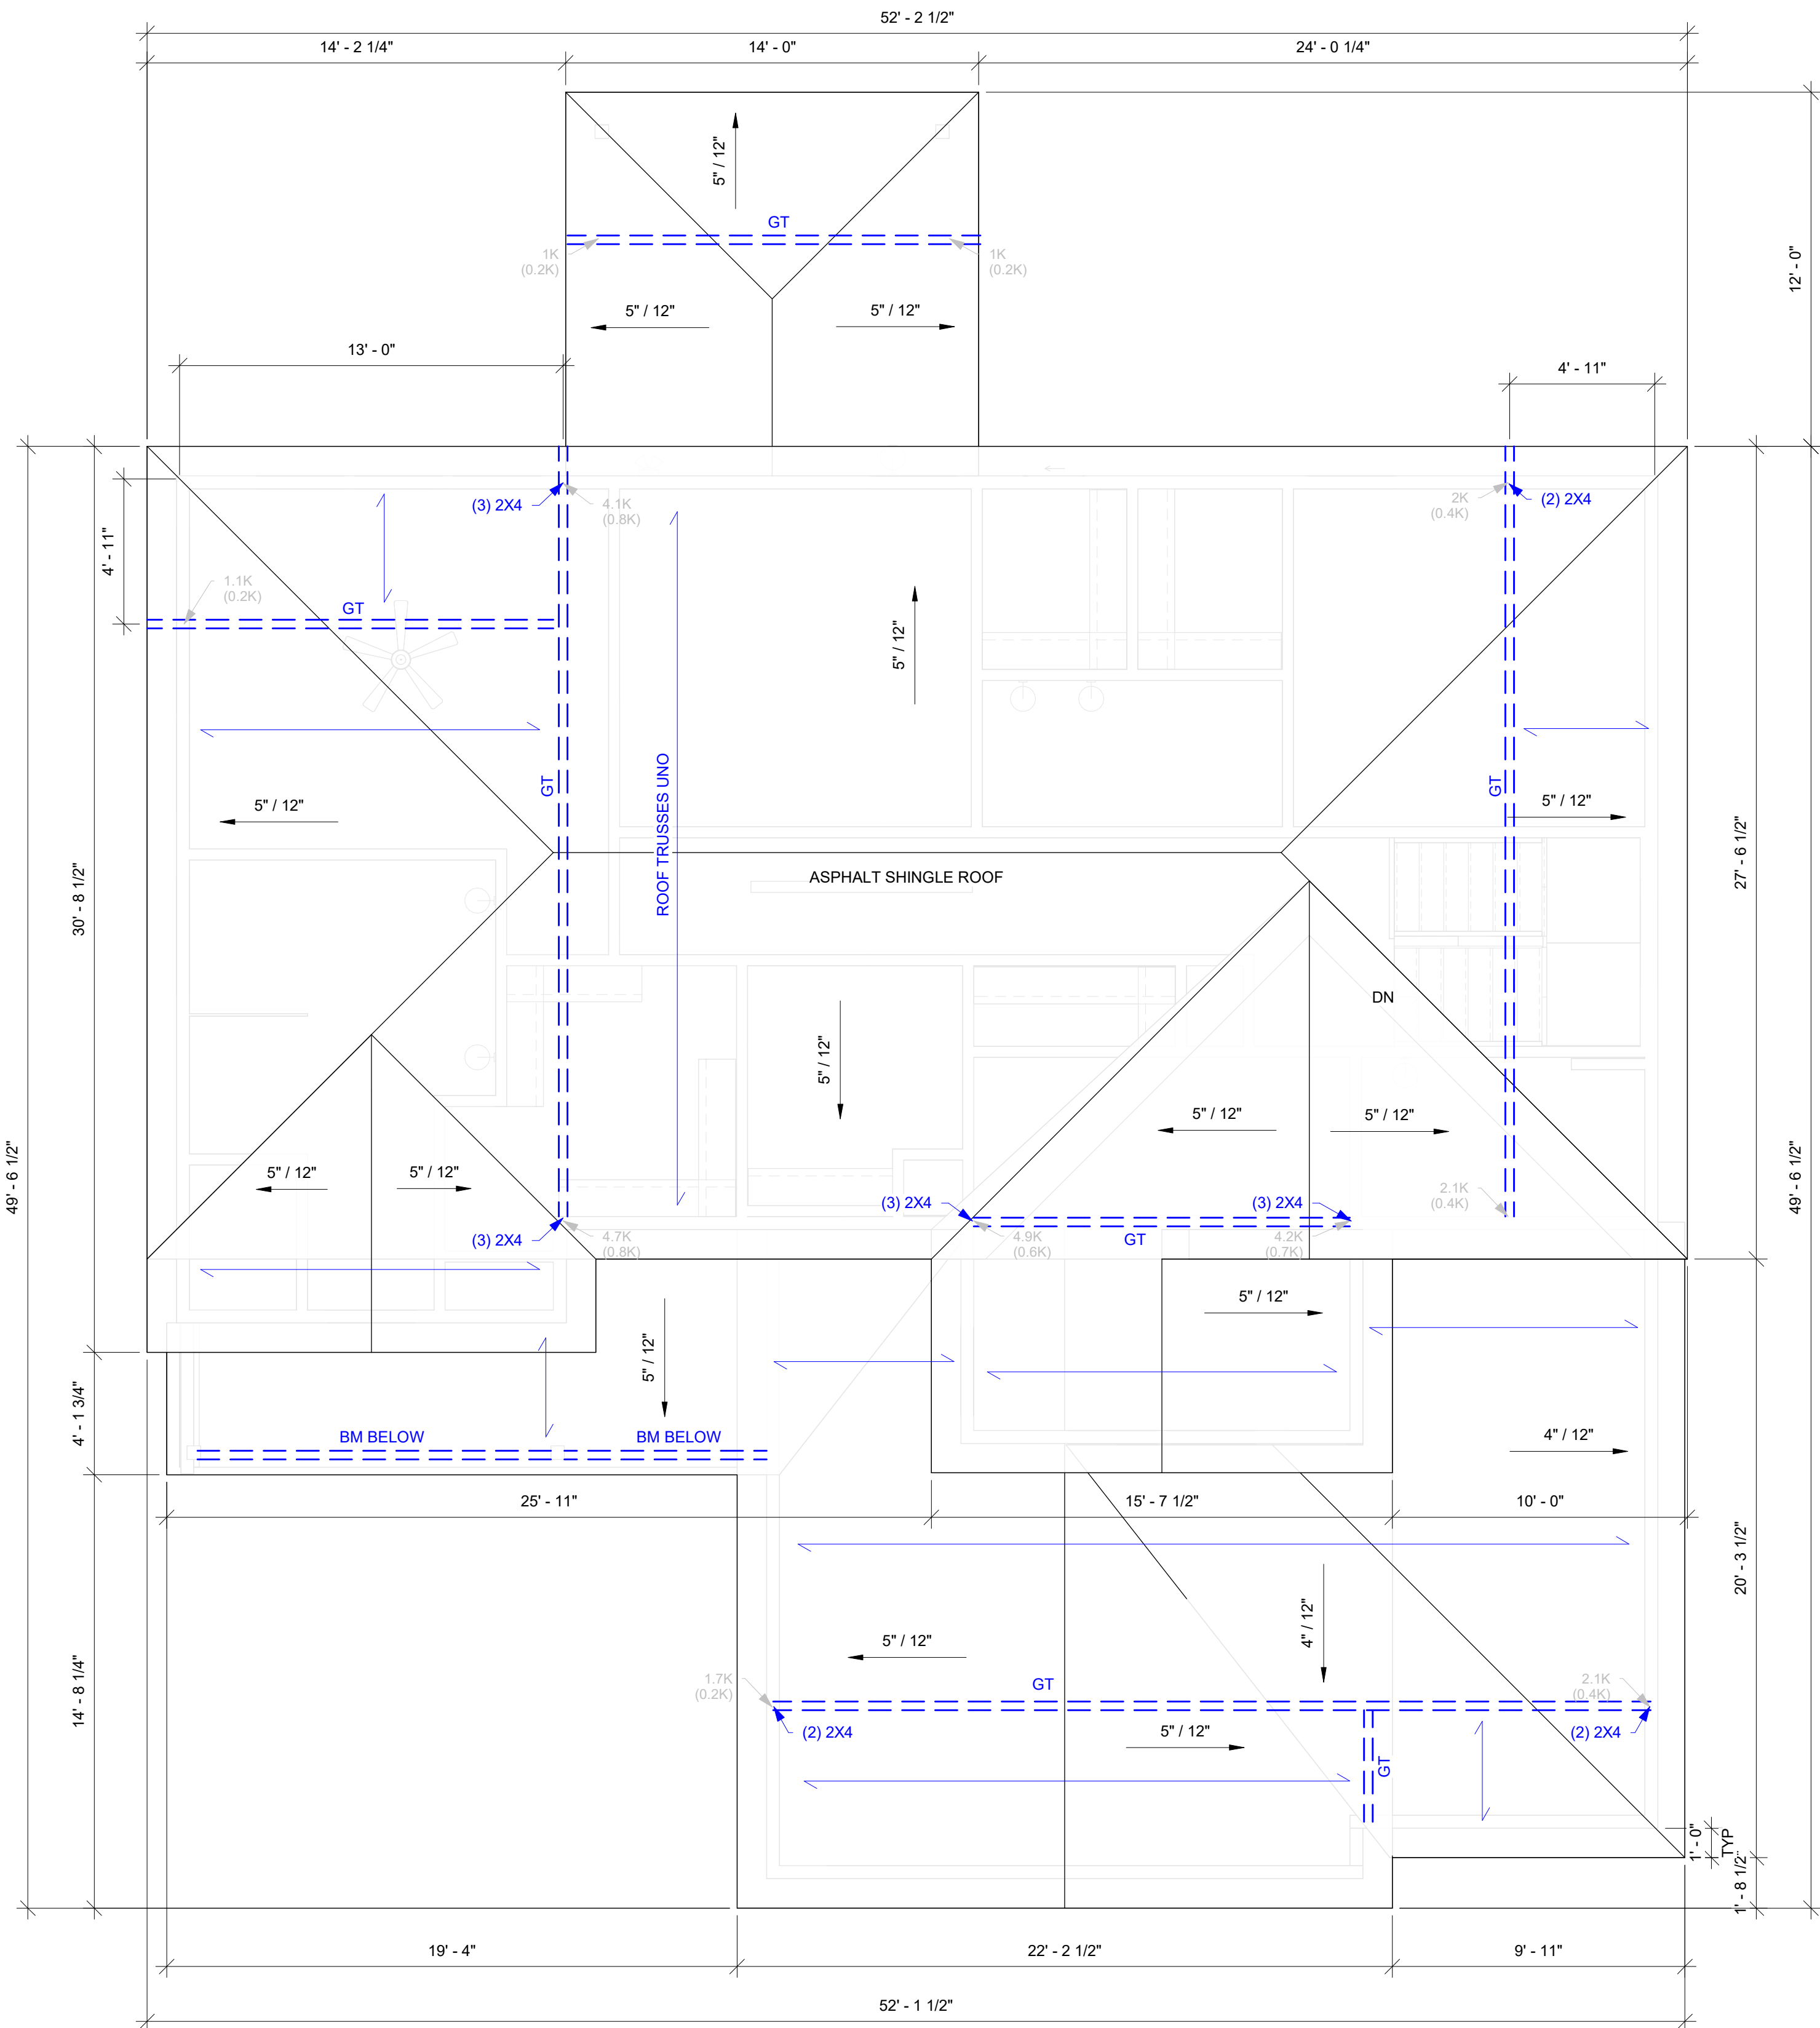 52' - 2 1/2"
14' - 2 1/4"
14' - 0"
24' - 0 1/4"
5" / 12"
GT
1K
(0.2K)
1K
(0.2K)
12' - 0"
5" / 12"
5" / 12"
13' - 0"
4' - 11"
(3) 2X4
4.1K
(0.8K)
2K
(0.4K)
(2) 2X4
4' - 11"
1.1K
(0.2K)
GT
5" / 12"
GT
GT
5" / 12"
5" / 12"
ROOF TRUSSES UNO
ASPHALT SHINGLE ROOF
30' - 8 1/2"
27' - 6 1/2"
DN
5" / 12"
5" / 12"
5" / 12"
5" / 12"
5" / 12"
49' - 6 1/2"
49' - 6 1/2"
(3) 2X4
(3) 2X4
2.1K
(0.4K)
(3) 2X4
4.7K
(0.8K)
4.9K
(0.6K)
GT
4.2K
(0.7K)
5" / 12"
5" / 12"
4' - 1 3/4"
BM BELOW
BM BELOW
4" / 12"
25' - 11"
15' - 7 1/2"
10' - 0"
20' - 3 1/2"
4" / 12"
5" / 12"
14' - 8 1/4"
1.7K
(0.2K)
GT
2.1K
(0.4K)
(2) 2X4
5" / 12"
(2) 2X4
GT
1' - 0"
TYP
1' - 8 1/2"
19' - 4"
22' - 2 1/2"
9' - 11"
52' - 1 1/2"